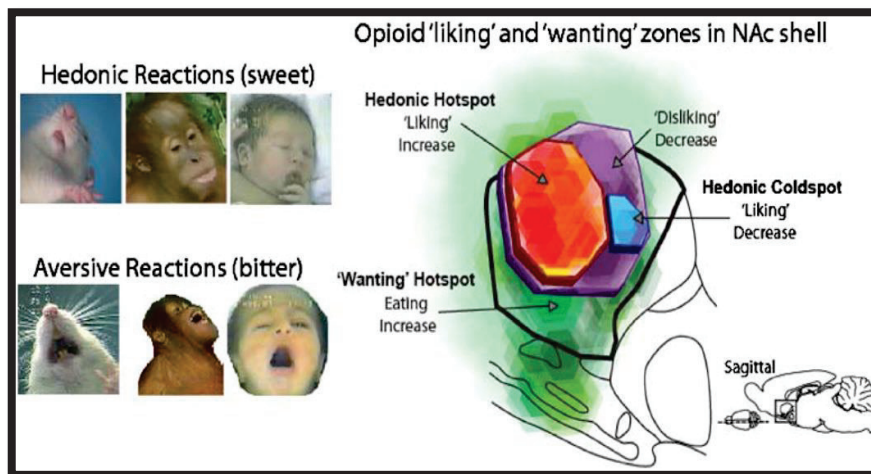 Opioid 'liking' and 'wanting' zones in NAc shell
Hedonic Reactions (sweet)
Aversive Reactions (bitter)
Hedonic Hotspot
'Liking'
Increase
'Disliking'
Decrease
Hedonic Coldspot
'Liking'
Decrease
'Wanting' Hotspot
Eating
Increase
Sagittal